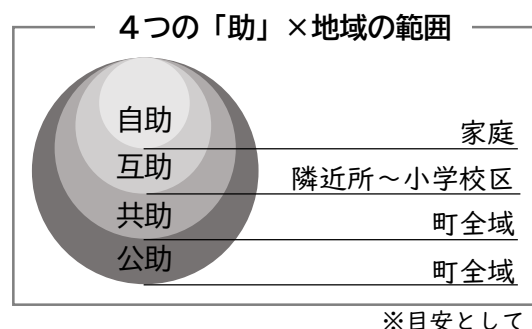 ４つの「助」×地域の範囲
自助
家庭
互助
隣近所～小学校区
共助
町全域
公助
町全域
※目安として